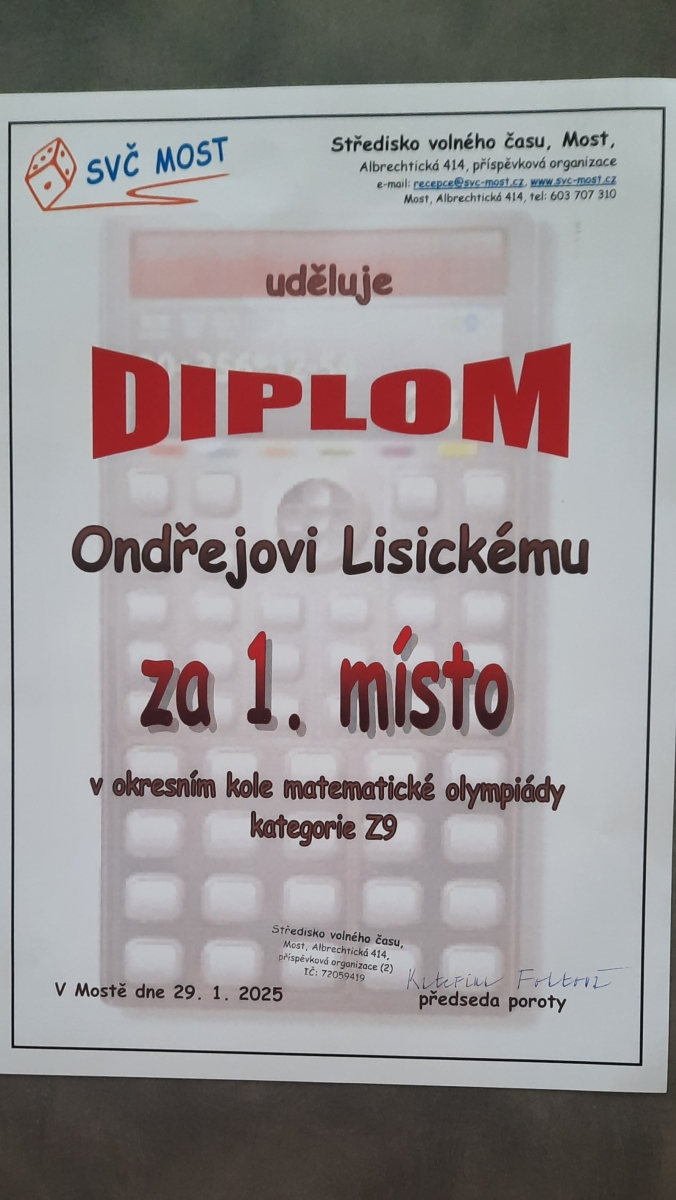 SVČ MOST
Středisko volného času, Most,
Albrechtická 414, příspěvková organizace
e-mail: recepce@svc-most.cz, www.svc-most.cz
Most, Albrechtická 414, tel: 603 707 310
uděluje
DIPLOM
Ondřejovi Lisickému
za 1. místo
v okresním kole matematické olympiády
kategorie Z9
Středisko volného času,
Most, Albrechtická 414,
příspěvková organizace (2)
IČ: 72059419
V Mostě dne 29. 1. 2025
předseda poroty